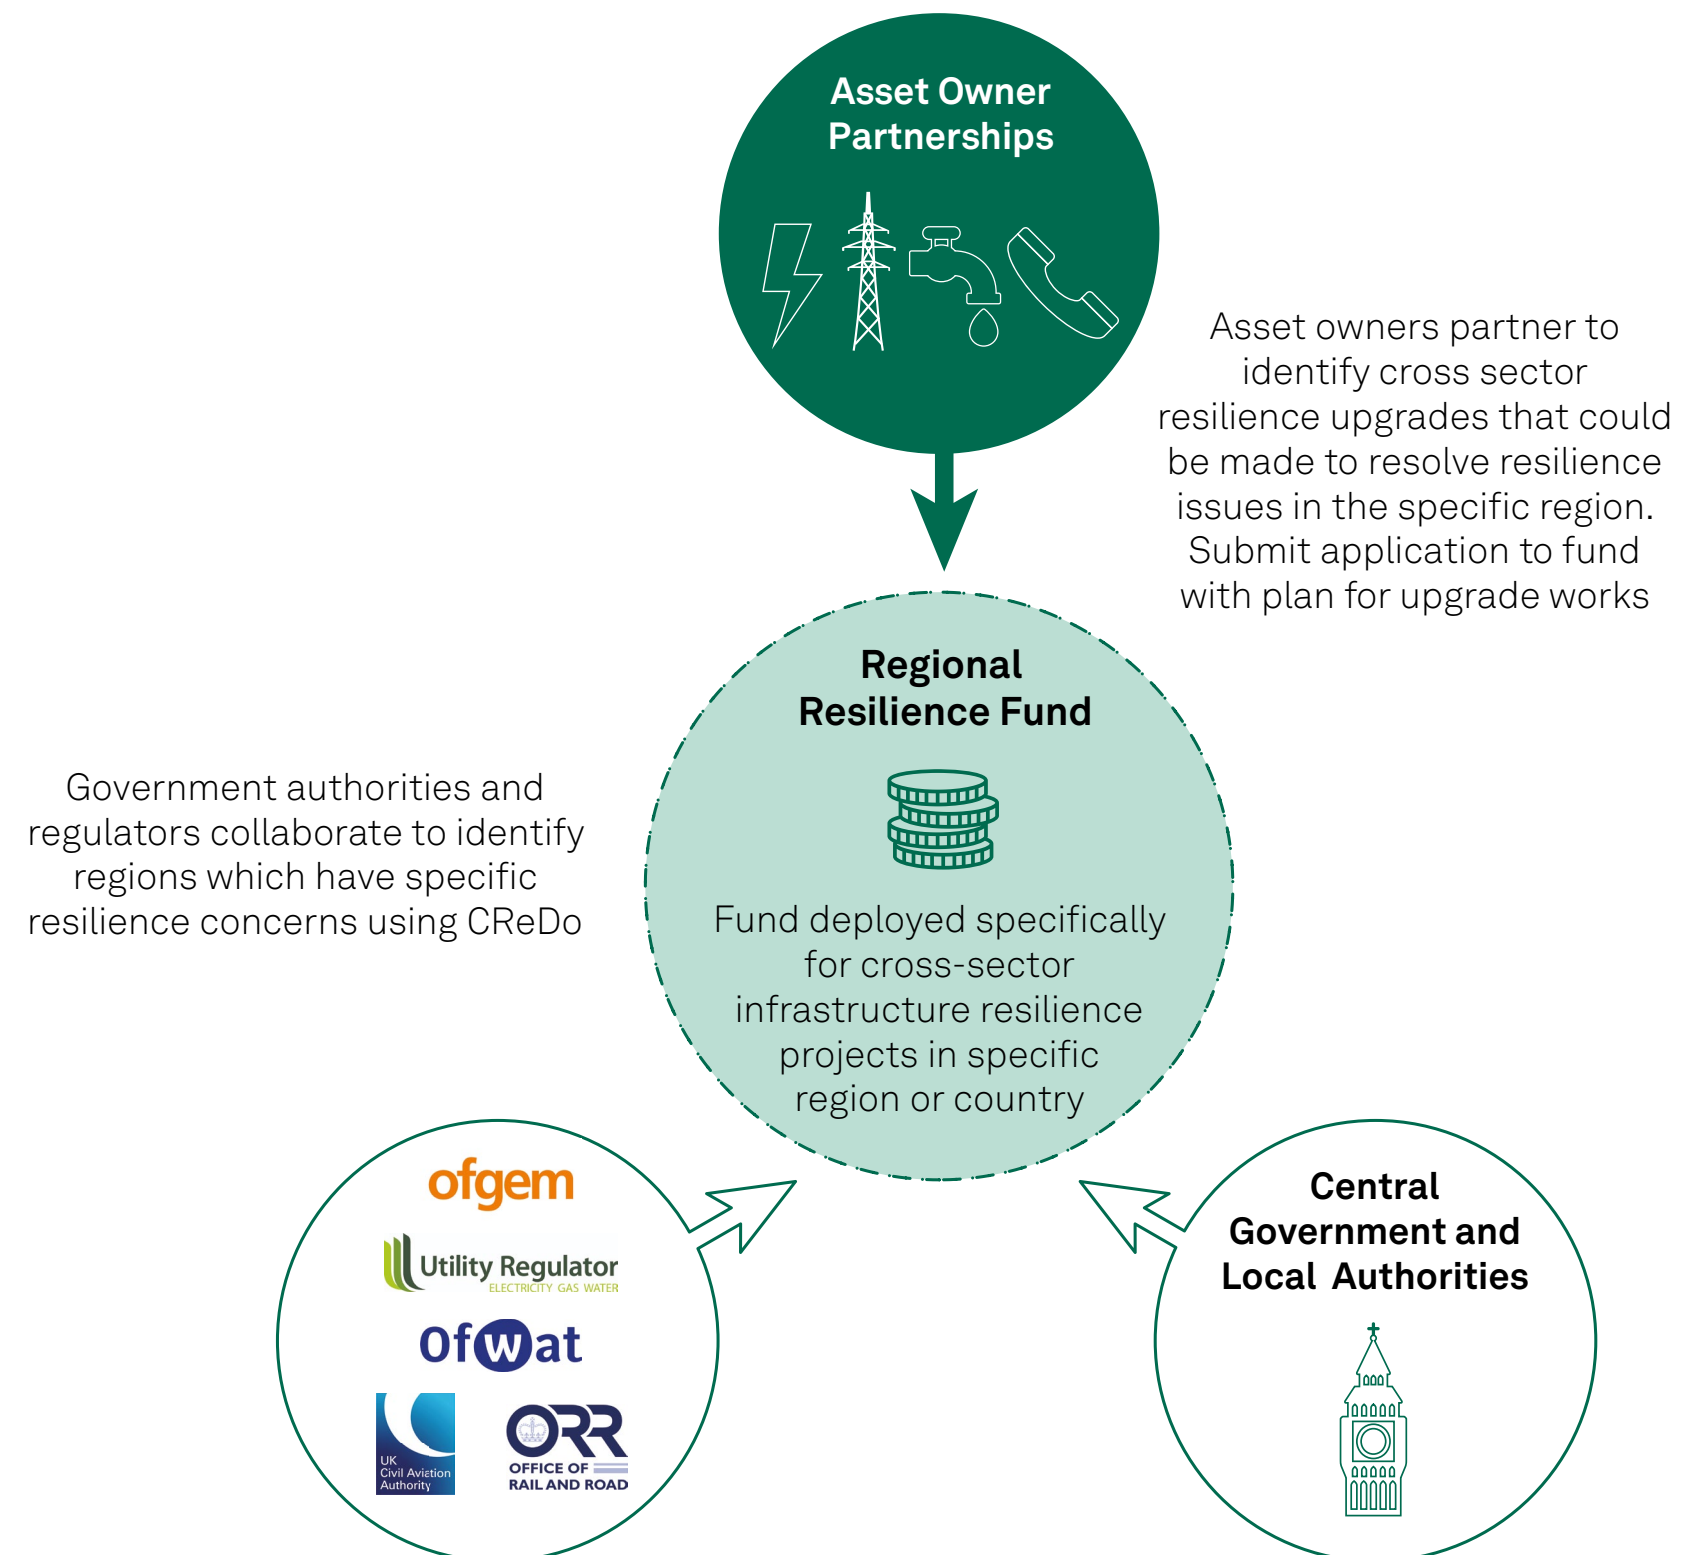 Asset Owner
Partnerships
Asset owners partner to
identify cross sector
resilience upgrades that could
be made to resolve resilience
issues in the specific region.
Submit application to fund
with plan for upgrade works
Regional
Resilience Fund
Government authorities and
regulators collaborate to identify
regions which have specific
resilience concerns using CReDo
Fund deployed specifically
for cross-sector
infrastructure resilience
projects in specific
region or country
ofgem
Utility Regulator
ELECTRICITY GAS WATER
Ofwat
UK
Civil Aviation
Authority
ORR
OFFICE OF
RAIL AND ROAD
Central
Government and
Local Authorities